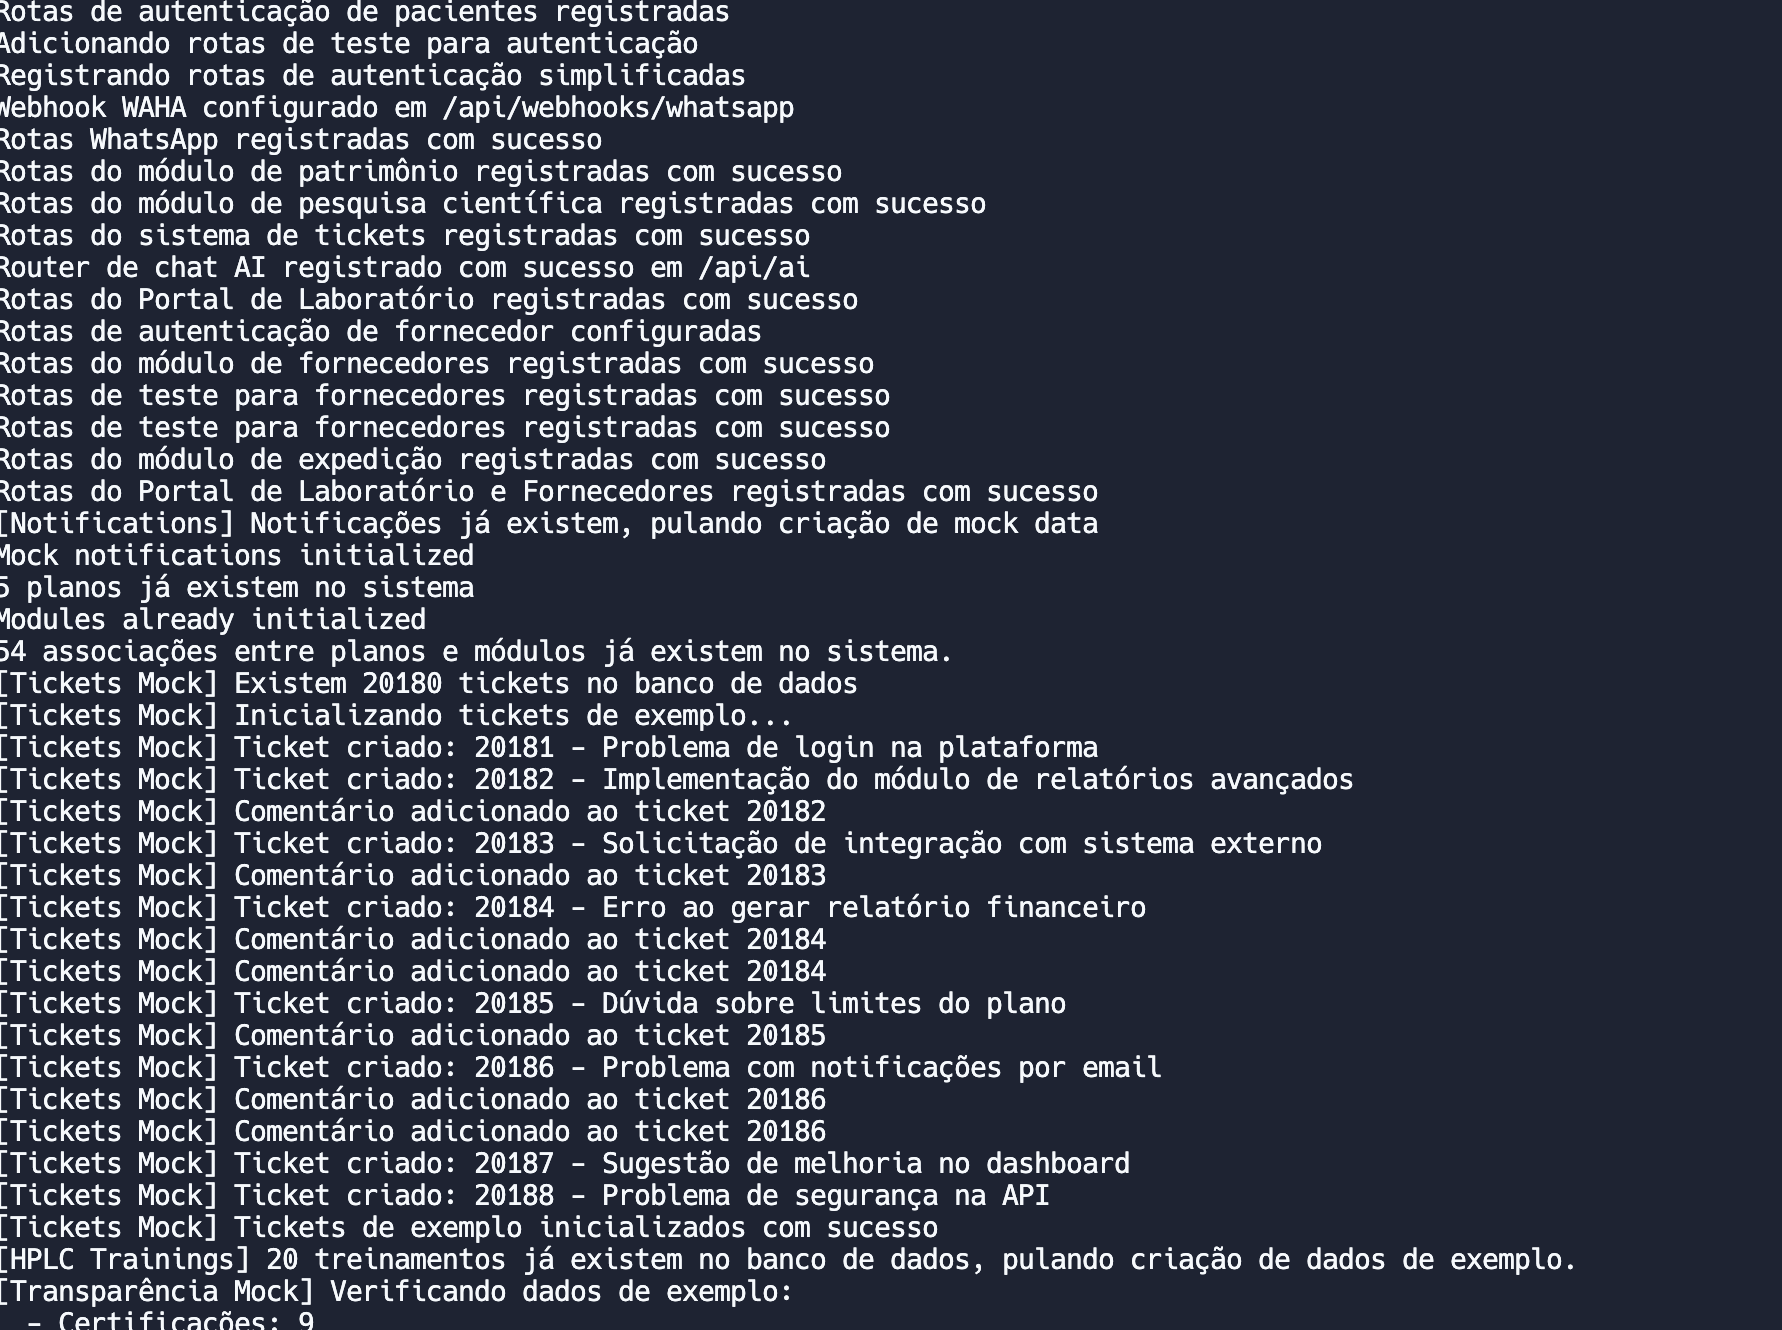 Rotas de autenticação de pacientes registradas
Adicionando rotas de teste para autenticação
Registrando rotas de autenticação simplificadas
Webhook WAHA configurado em /api/webhooks/whatsapp
Rotas WhatsApp registradas com sucesso
Rotas do módulo de patrimônio registradas com sucesso
Rotas do módulo de pesquisa científica registradas com sucesso
Rotas do sistema de tickets registradas com sucesso
Router de chat AI registrado com sucesso em /api/ai
Rotas do Portal de Laboratório registradas com sucesso
Rotas de autenticação de fornecedor configuradas
Rotas do módulo de fornecedores registradas com sucesso
Rotas de teste para fornecedores registradas com sucesso
Rotas de teste para fornecedores registradas com sucesso
Rotas do módulo de expedição registradas com sucesso
Rotas do Portal de Laboratório e Fornecedores registradas com sucesso
[Notifications] Notificações já existem, pulando criação de mock data
Mock notifications initialized
5 planos já existem no sistema
Modules already initialized
54 associações entre planos e módulos já existem no sistema.
[Tickets Mock] Existem 20180 tickets no banco de dados
[Tickets Mock] Inicializando tickets de exemplo...
[Tickets Mock] Ticket criado: 20181 - Problema de login na plataforma
[Tickets Mock] Ticket criado: 20182 - Implementação do módulo de relatórios avançados
[Tickets Mock] Comentário adicionado ao ticket 20182
[Tickets Mock] Ticket criado: 20183 - Solicitação de integração com sistema externo
[Tickets Mock] Comentário adicionado ao ticket 20183
[Tickets Mock] Ticket criado: 20184 - Erro ao gerar relatório financeiro
[Tickets Mock] Comentário adicionado ao ticket 20184
[Tickets Mock] Comentário adicionado ao ticket 20184
[Tickets Mock] Ticket criado: 20185 - Dúvida sobre limites do plano
[Tickets Mock] Comentário adicionado ao ticket 20185
[Tickets Mock] Ticket criado: 20186 - Problema com notificações por email
[Tickets Mock] Comentário adicionado ao ticket 20186
[Tickets Mock] Comentário adicionado ao ticket 20186
[Tickets Mock] Ticket criado: 20187 - Sugestão de melhoria no dashboard
[Tickets Mock] Ticket criado: 20188 - Problema de segurança na API
[Tickets Mock] Tickets de exemplo inicializados com sucesso
[HPLC Trainings] 20 treinamentos já existem no banco de dados, pulando criação de dados de exemplo.
[Transparência Mock] Verificando dados de exemplo:
- Certificações: 9